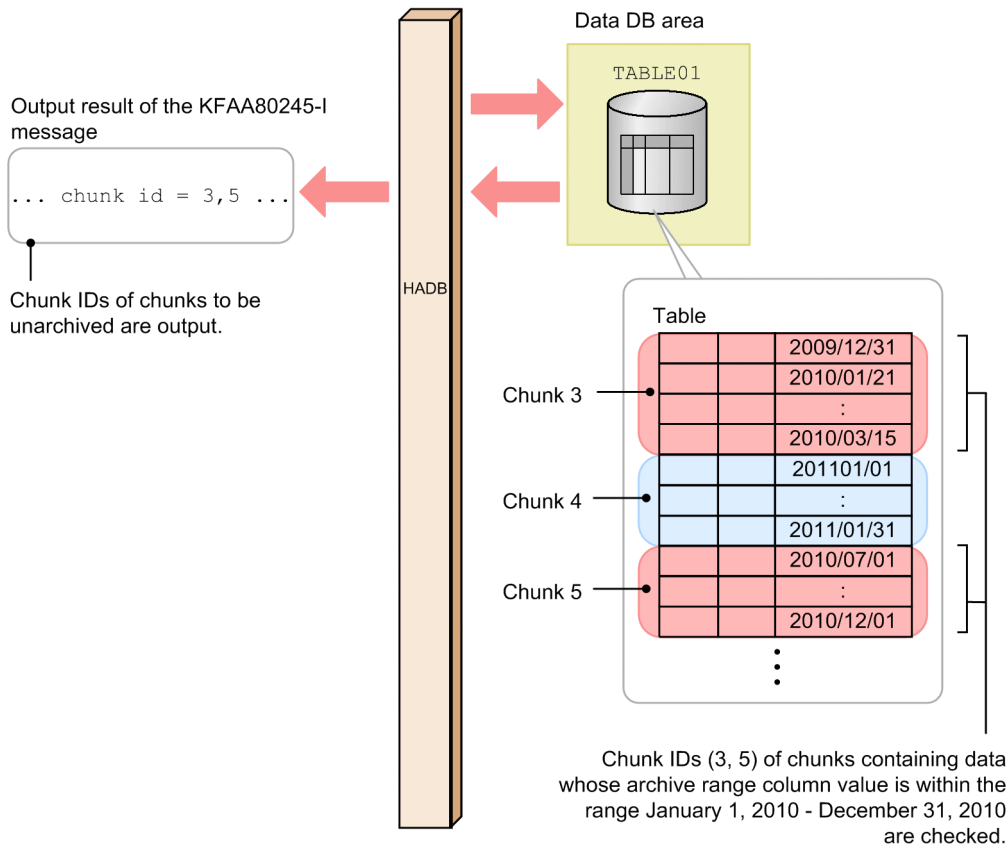 Data DB area
TABLE01
Output result of the KFAA80245-I
message
... chunk id = 3,5 ...
Chunk IDs of chunks to be
unarchived are output.
HADB
Table
Chunk 3
2009/12/31
2010/01/21
:
2010/03/15
Chunk 4
201101/01
:
2011/01/31
Chunk 5
2010/07/01
:
2010/12/01
Chunk IDs (3, 5) of chunks containing data
whose archive range column value is within the
range January 1, 2010 - December 31, 2010
are checked.